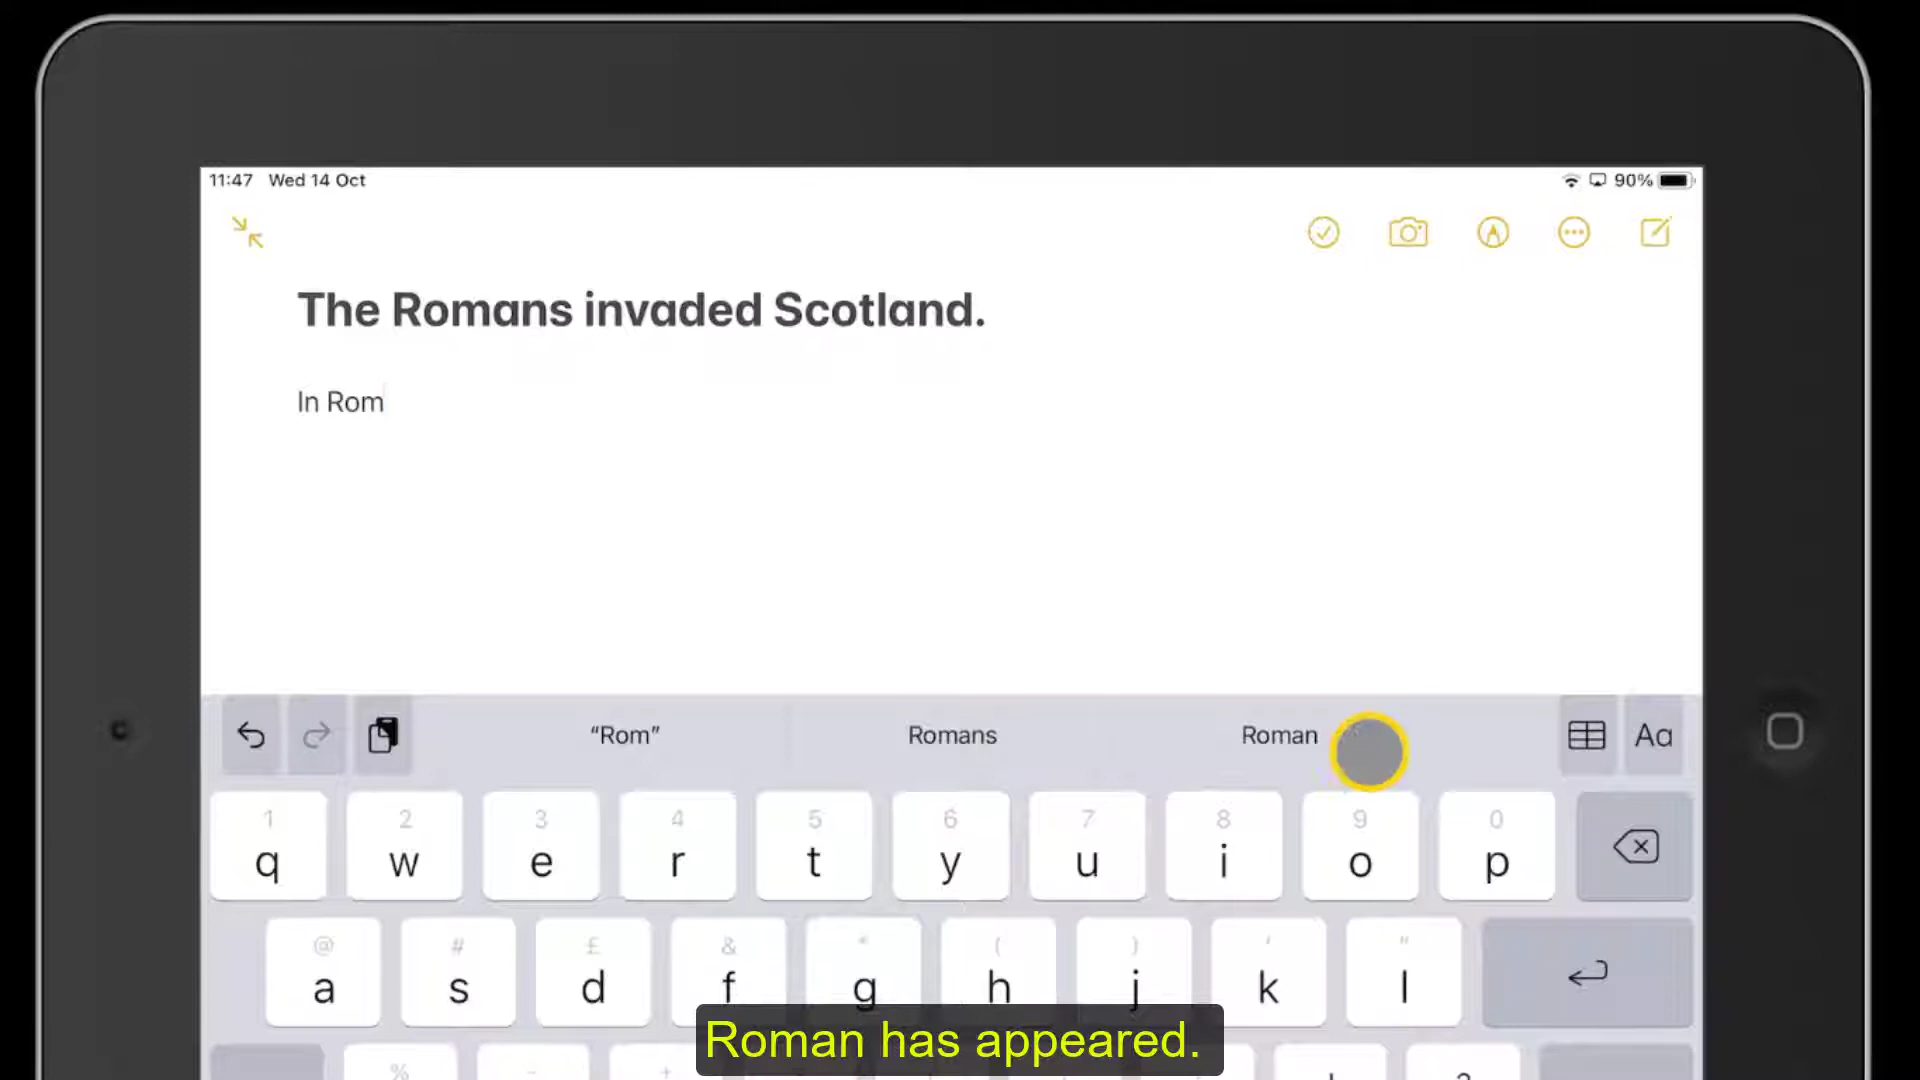 11:47 Wed 14 Oct 90%
The Romans invaded Scotland.
In Rom
“Rom” Romans Roman Aa
1 2 3 4 5 6 7 8 9 0
q w e r t y u i o p
@ # £ & * ( ) ' "
a s d f g h j k l
Roman has appeared.
% - +